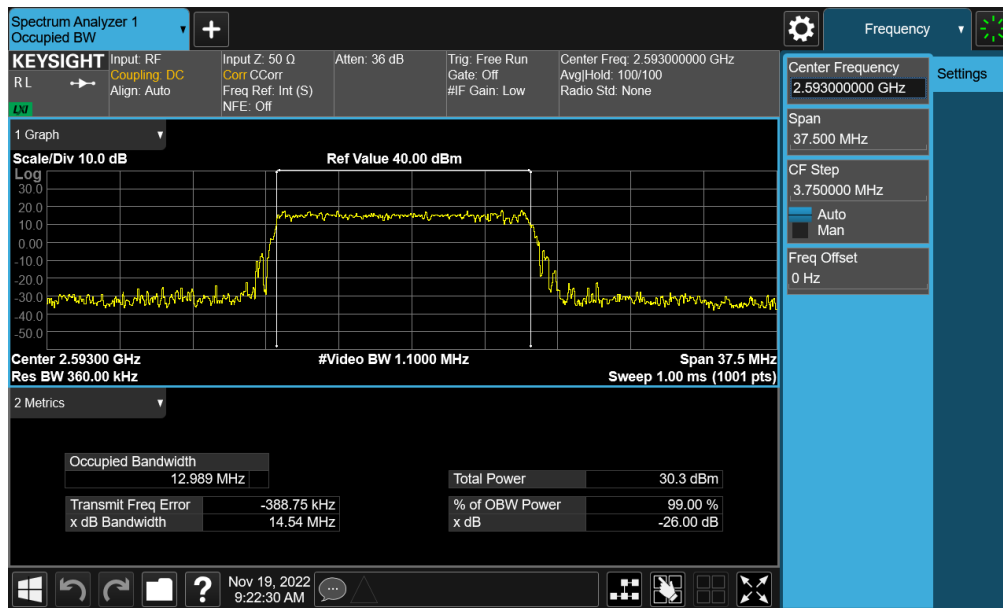 Spectrum Analyzer 1
Occupied BW
Frequency
KEYSIGHT
RL
LXI
Input: RF
Coupling: DC
Align: Auto
Input Z: 50 Ω
Corr CCorr
Freq Ref: Int (S)
NFE: Off
Atten: 36 dB
Trig: Free Run
Gate: Off
#IF Gain: Low
Center Freq: 2.593000000 GHz
Avg|Hold: 100/100
Radio Std: None
Center Frequency
2.593000000 GHz
Settings
Span
37.500 MHz
CF Step
3.750000 MHz
Auto
Man
Freq Offset
0 Hz
1 Graph
Scale/Div 10.0 dB
Ref Value 40.00 dBm
Log
30.0
20.0
10.0
0.00
-10.0
-20.0
-30.0
-40.0
-50.0
Center 2.59300 GHz
#Video BW 1.1000 MHz
Span 37.5 MHz
Res BW 360.00 kHz
Sweep 1.00 ms (1001 pts)
2 Metrics
Occupied Bandwidth
12.989 MHz
Total Power 30.3 dBm
Transmit Freq Error -388.75 kHz
% of OBW Power 99.00 %
x dB Bandwidth 14.54 MHz
x dB -26.00 dB
Nov 19, 2022
9:22:30 AM